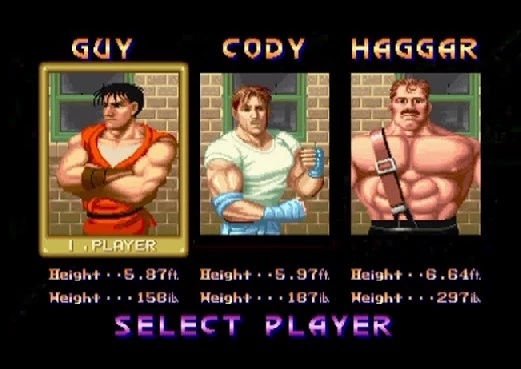 GUY CODY HAGGAR
1.PLAYER
Height··5.87ft. Height··5.97ft. Height··6.64ft.
Weight···158lb Weight···187lb Weight···297lb
SELECT PLAYER